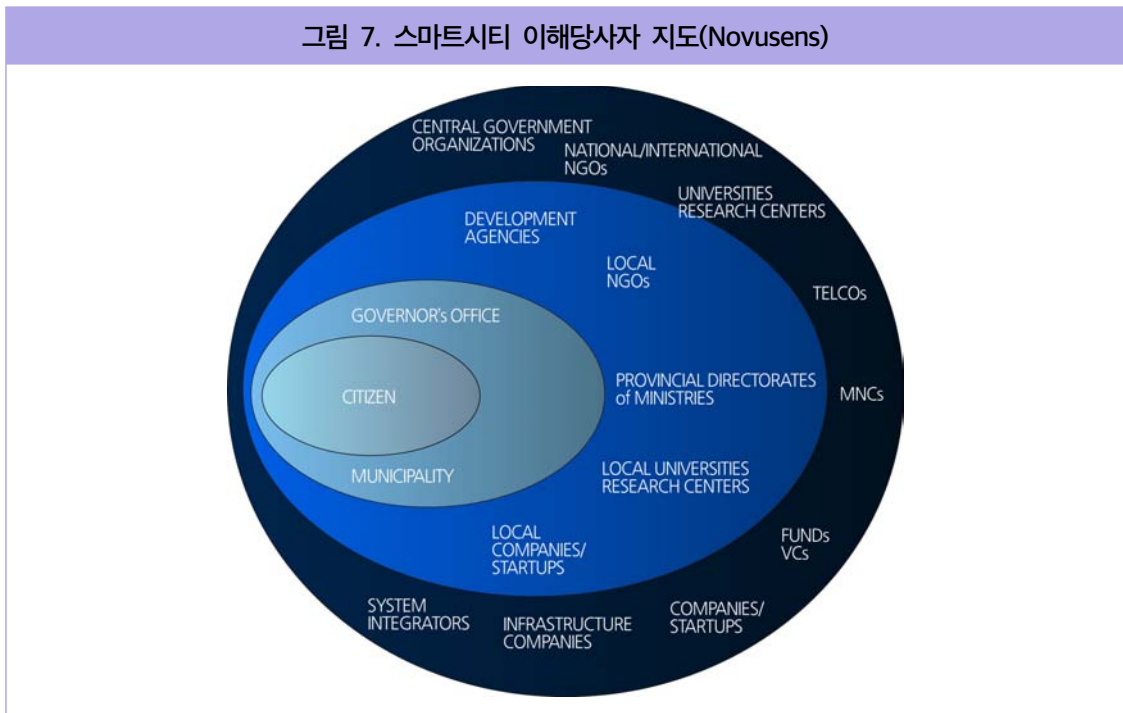 그림 7. 스마트시티 이해당사자 지도(Novusens)
CENTRAL GOVERNMENT
ORGANIZATIONS
NATIONAL/INTERNATIONAL
NGOs
UNIVERSITIES
RESEARCH CENTERS
DEVELOPMENT
AGENCIES
LOCAL
NGOs
TELCOs
GOVERNOR's OFFICE
PROVINCIAL DIRECTORATES
of MINISTRIES
MNCs
CITIZEN
MUNICIPALITY
LOCAL UNIVERSITIES
RESEARCH CENTERS
LOCAL
COMPANIES/
STARTUPS
FUNDs
VCs
SYSTEM
INTEGRATORS
INFRASTRUCTURE
COMPANIES
COMPANIES/
STARTUPS